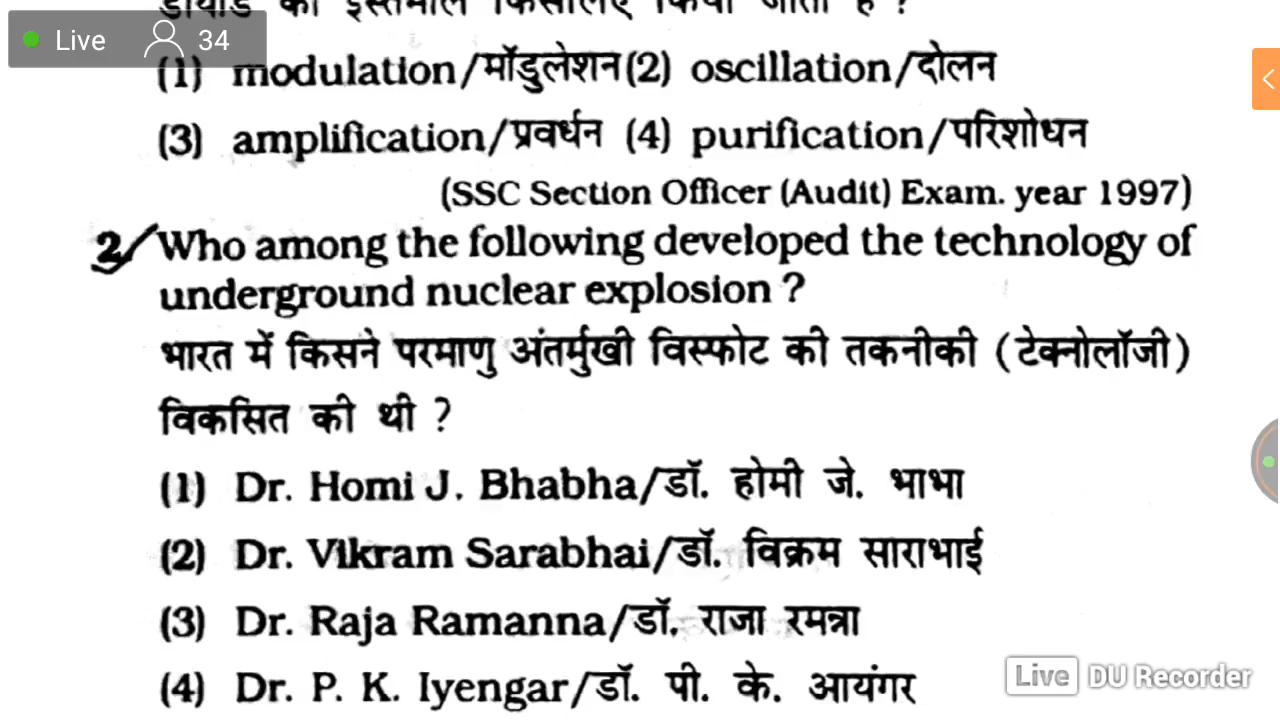 डायोड का इस्तेमाल किसलिए किया जाता है ?
Live 34
(1) modulation/मॉडुलेशन (2) oscillation/दोलन
(3) amplification/प्रवर्धन (4) purification/परिशोधन
(SSC Section Officer (Audit) Exam. year 1997)
2/ Who among the following developed the technology of
underground nuclear explosion ?
भारत में किसने परमाणु अंतर्मुखी विस्फोट की तकनीकी (टेक्नोलॉजी)
विकसित की थी ?
(1) Dr. Homi J. Bhabha/डॉ. होमी जे. भाभा
(2) Dr. Vikram Sarabhai/डॉ. विक्रम साराभाई
(3) Dr. Raja Ramanna/डॉ. राजा रमन्ना
(4) Dr. P. K. Iyengar/डॉ. पी. के. आयंगर
Live DU Recorder